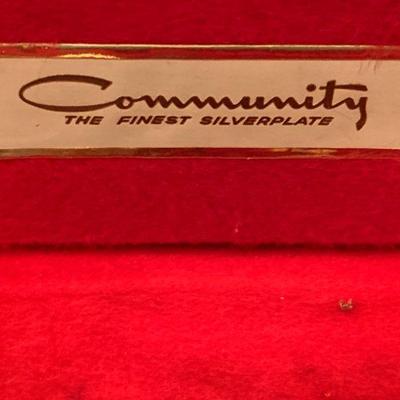 Community
THE FINEST SILVERPLATE